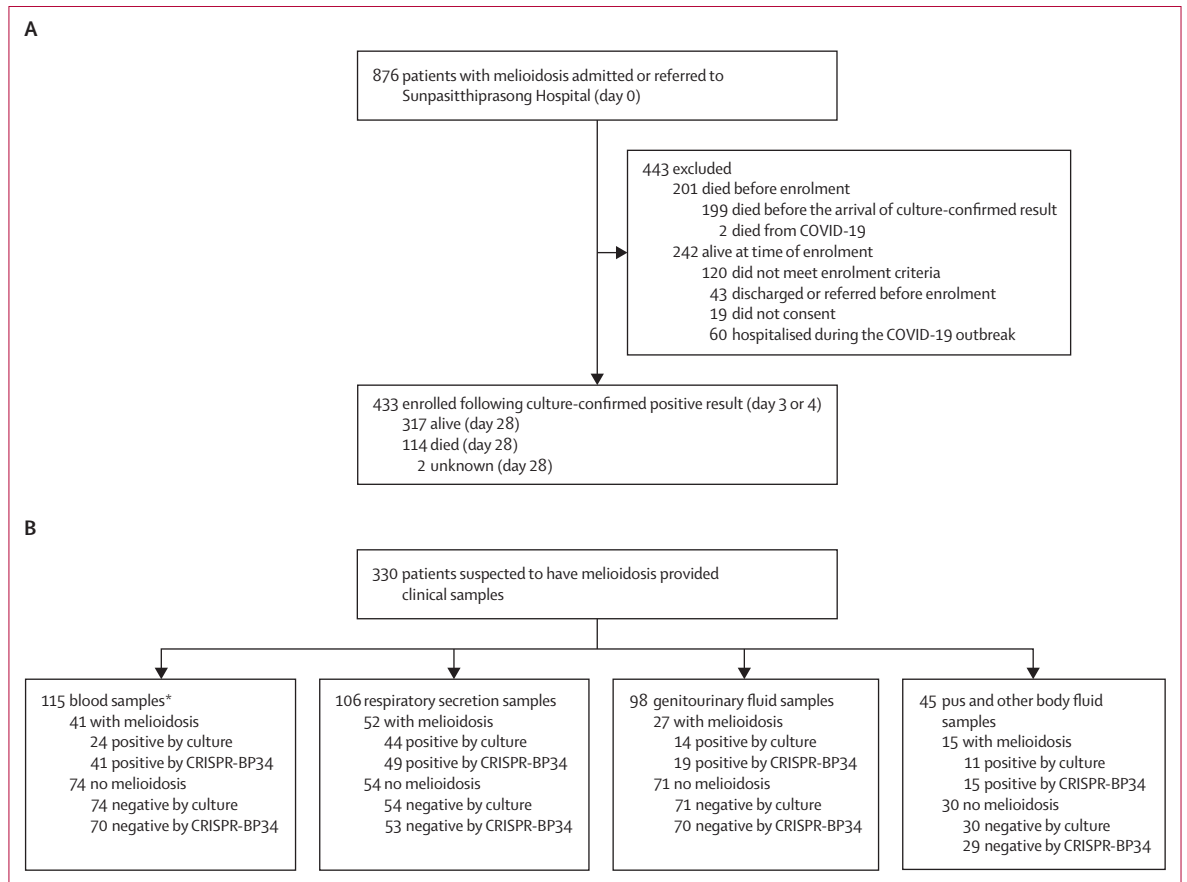 A
876 patients with melioidosis admitted or referred to
Sunpasitthiprasong Hospital (day 0)
443 excluded
201 died before enrolment
199 died before the arrival of culture-confirmed result
2 died from COVID-19
242 alive at time of enrolment
120 did not meet enrolment criteria
43 discharged or referred before enrolment
19 did not consent
60 hospitalised during the COVID-19 outbreak
433 enrolled following culture-confirmed positive result (day 3 or 4)
317 alive (day 28)
114 died (day 28)
2 unknown (day 28)
B
330 patients suspected to have melioidosis provided
clinical samples
115 blood samples*
41 with melioidosis
24 positive by culture
41 positive by CRISPR-BP34
74 no melioidosis
74 negative by culture
70 negative by CRISPR-BP34
106 respiratory secretion samples
52 with melioidosis
44 positive by culture
49 positive by CRISPR-BP34
54 no melioidosis
54 negative by culture
53 negative by CRISPR-BP34
98 genitourinary fluid samples
27 with melioidosis
14 positive by culture
19 positive by CRISPR-BP34
71 no melioidosis
71 negative by culture
70 negative by CRISPR-BP34
45 pus and other body fluid
samples
15 with melioidosis
11 positive by culture
15 positive by CRISPR-BP34
30 no melioidosis
30 negative by culture
29 negative by CRISPR-BP34